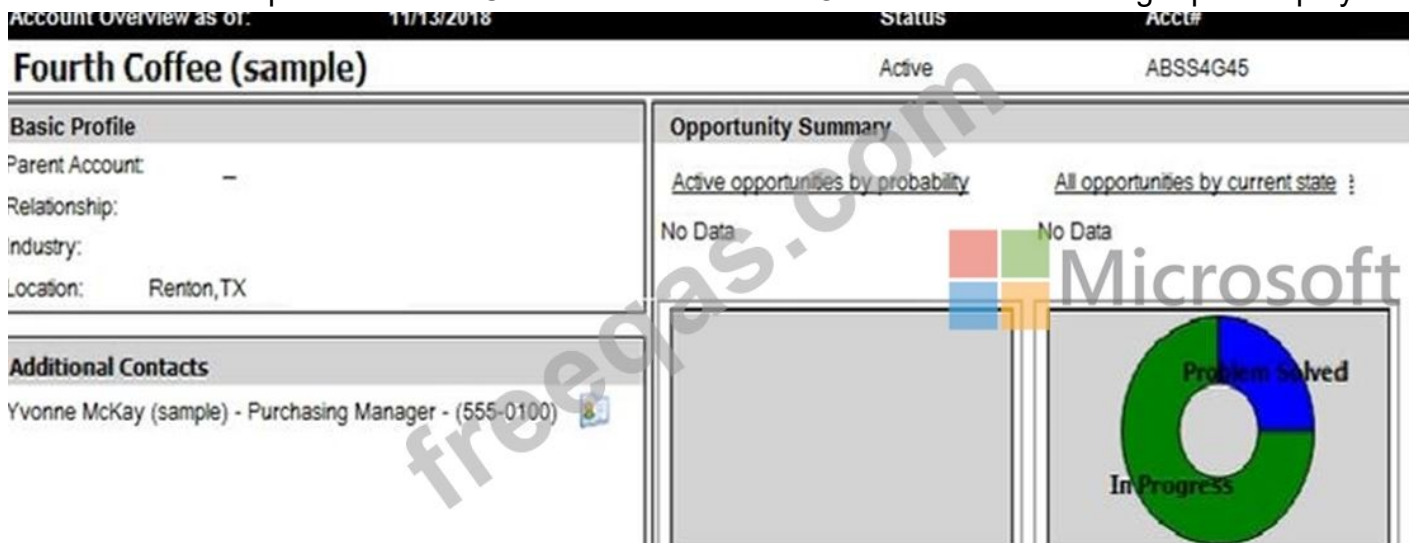 Account Overview as of: 11/13/2018 Status Acct#
Fourth Coffee (sample) Active ABSS4G45
Basic Profile
Parent Account: _
Relationship:
Industry:
Location: Renton,TX
Additional Contacts
Yvonne McKay (sample) - Purchasing Manager - (555-0100)
Opportunity Summary
Active opportunities by probability All opportunities by current state
No Data No Data
Microsoft
Problem Solved
In Progress
freeqas.com